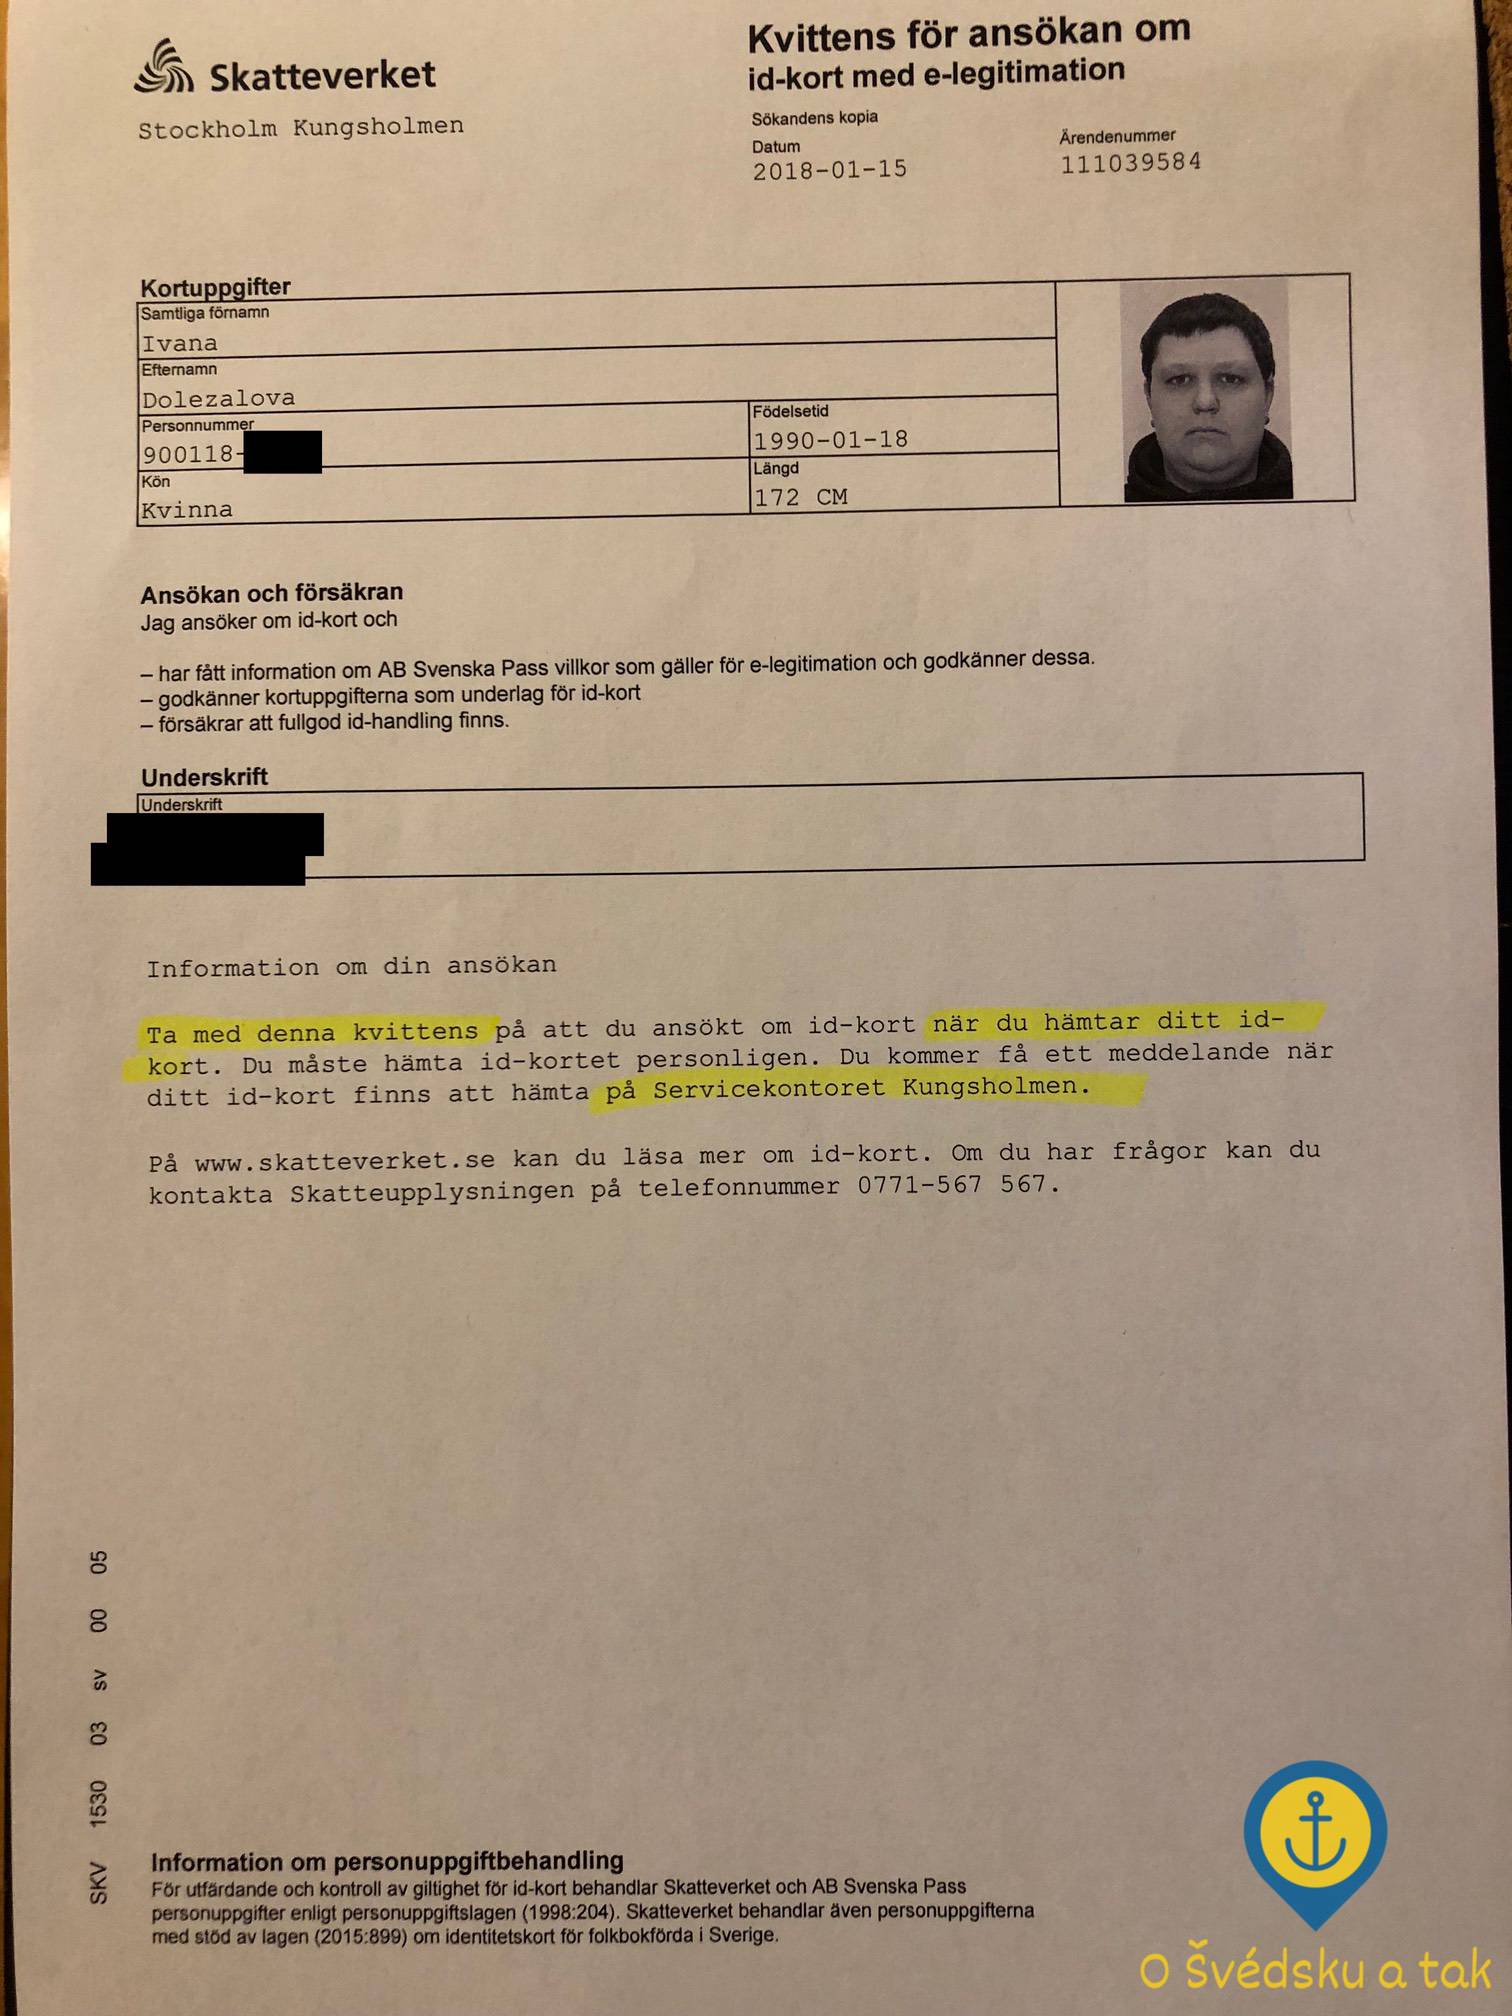 Skatteverket
Stockholm Kungsholmen
Kvittens för ansökan om
id-kort med e-legitimation
Sökandens kopia
Datum
2018-01-15
Ärendenummer
111039584
Kortuppgifter
Samtliga förnamn
Ivana
Efternamn
Dolezalova
Personnummer
900118-
Födelsetid
1990-01-18
Kön
Kvinna
Längd
172 CM
Ansökan och försäkran
Jag ansöker om id-kort och
– har fått information om AB Svenska Pass villkor som gäller för e-legitimation och godkänner dessa.
– godkänner kortuppgifterna som underlag för id-kort
– försäkrar att fullgod id-handling finns.
Underskrift
Underskrift
Information om din ansökan
Ta med denna kvittens på att du ansökt om id-kort när du hämtar ditt id-
kort. Du måste hämta id-kortet personligen. Du kommer få ett meddelande när
ditt id-kort finns att hämta på Servicekontoret Kungsholmen.
På www.skatteverket.se kan du läsa mer om id-kort. Om du har frågor kan du
kontakta Skatteupplysningen på telefonnummer 0771-567 567.
SKV 1530 03 sv 00 05
Information om personuppgiftbehandling
För utfärdande och kontroll av giltighet för id-kort behandlar Skatteverket och AB Svenska Pass
personuppgifter enligt personuppgiftslagen (1998:204). Skatteverket behandlar även personuppgifterna
med stöd av lagen (2015:899) om identitetskort för folkbokförda i Sverige.
O švédsku a tak